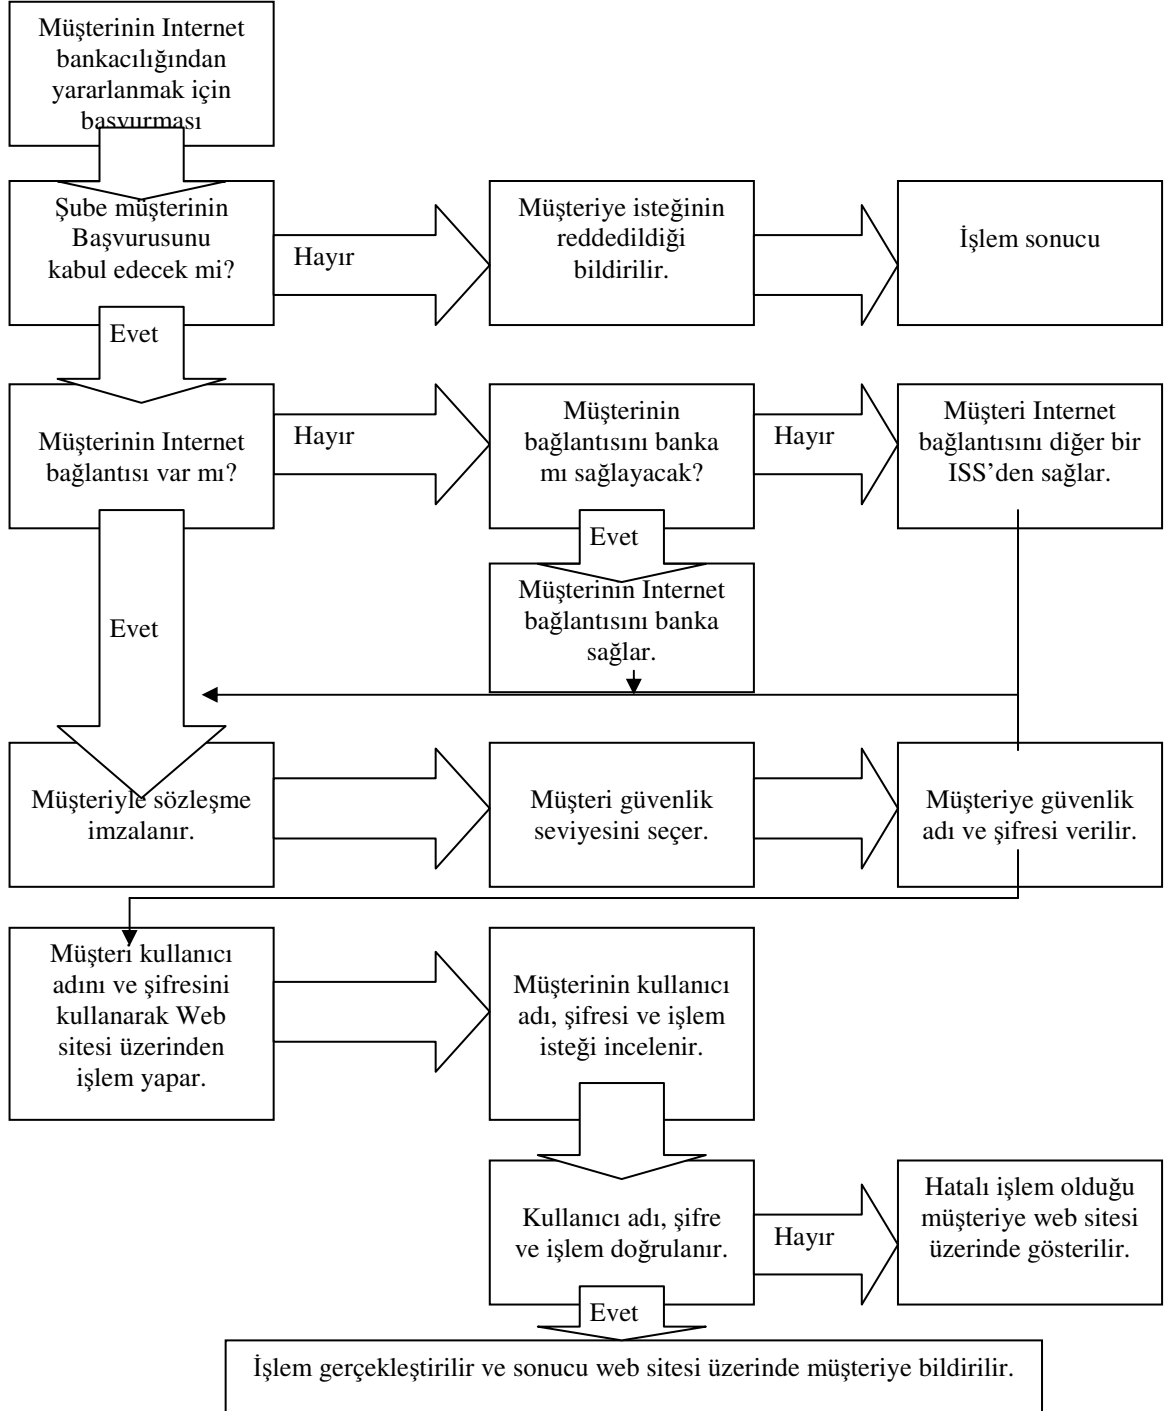 Müşterinin Internet
bankacılığından
yararlanmak için
başvurması
Şube müşterinin
Başvurusunu
kabul edecek mi?
Hayır
Müşteriye isteğinin
reddedildiği
bildirilir.
İşlem sonucu
Evet
Müşterinin Internet
bağlantısı var mı?
Hayır
Müşterinin
bağlantısını banka
mı sağlayacak?
Hayır
Müşteri Internet
bağlantısını diğer bir
ISS’den sağlar.
Evet
Müşterinin Internet
bağlantısını banka
sağlar.
Evet
Müşteriyle sözleşme
imzalanır.
Müşteri güvenlik
seviyesini seçer.
Müşteriye güvenlik
adı ve şifresi verilir.
Müşteri kullanıcı
adını ve şifresini
kullanarak Web
sitesi üzerinden
işlem yapar.
Müşterinin kullanıcı
adı, şifresi ve işlem
isteği incelenir.
Kullanıcı adı, şifre
ve işlem doğrulanır.
Hayır
Hatalı işlem olduğu
müşteriye web sitesi
üzerinde gösterilir.
Evet
İşlem gerçekleştirilir ve sonucu web sitesi üzerinde müşteriye bildirilir.